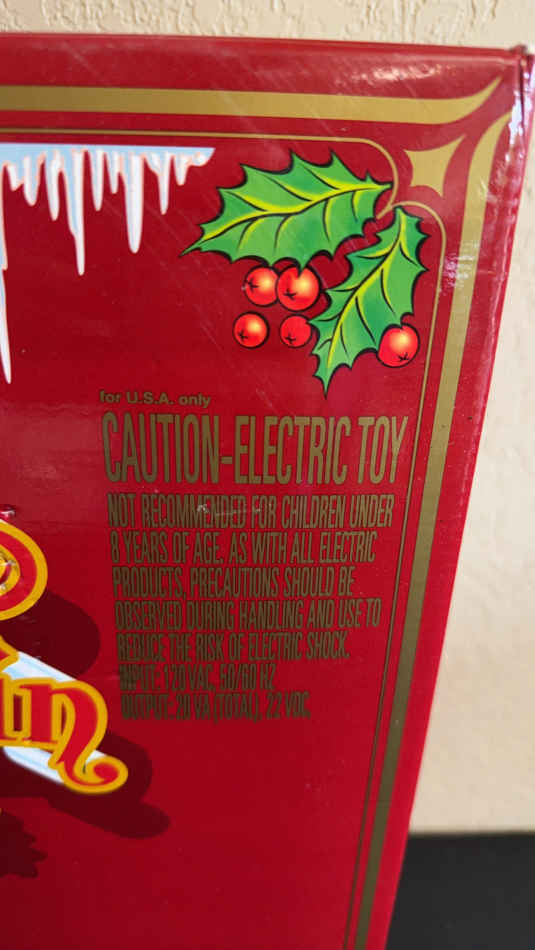 for U.S.A. only
CAUTION-ELECTRIC TOY
NOT RECOMMENDED FOR CHILDREN UNDER
8 YEARS OF AGE. AS WITH ALL ELECTRIC
PRODUCTS, PRECAUTIONS SHOULD BE
OBSERVED DURING HANDLING AND USE TO
REDUCE THE RISK OF ELECTRIC SHOCK.
INPUT: 120 VAC, 50/60 HZ
OUTPUT: 20 VA (TOTAL), 22 VDC.
in